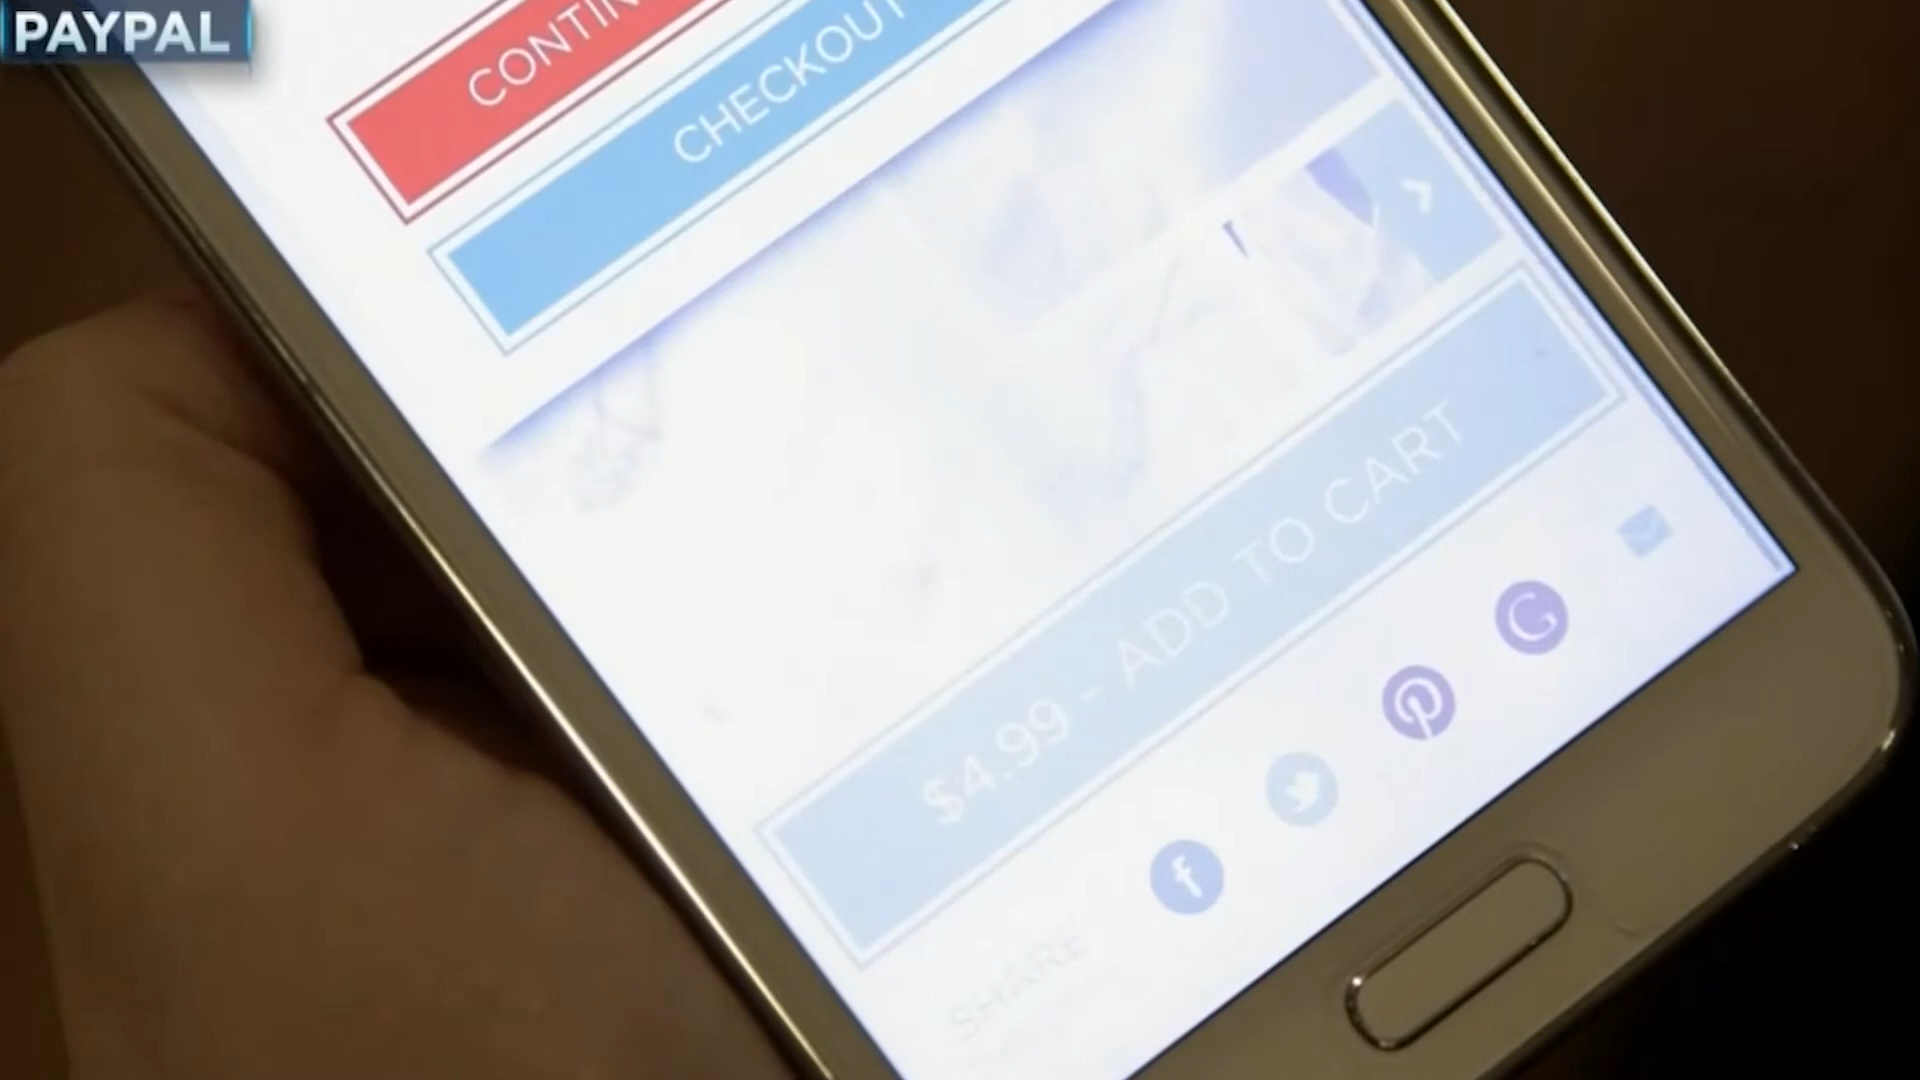 PAYPAL
CONTIN
CHECKOUT
$4.99 - ADD TO CART
SHARE